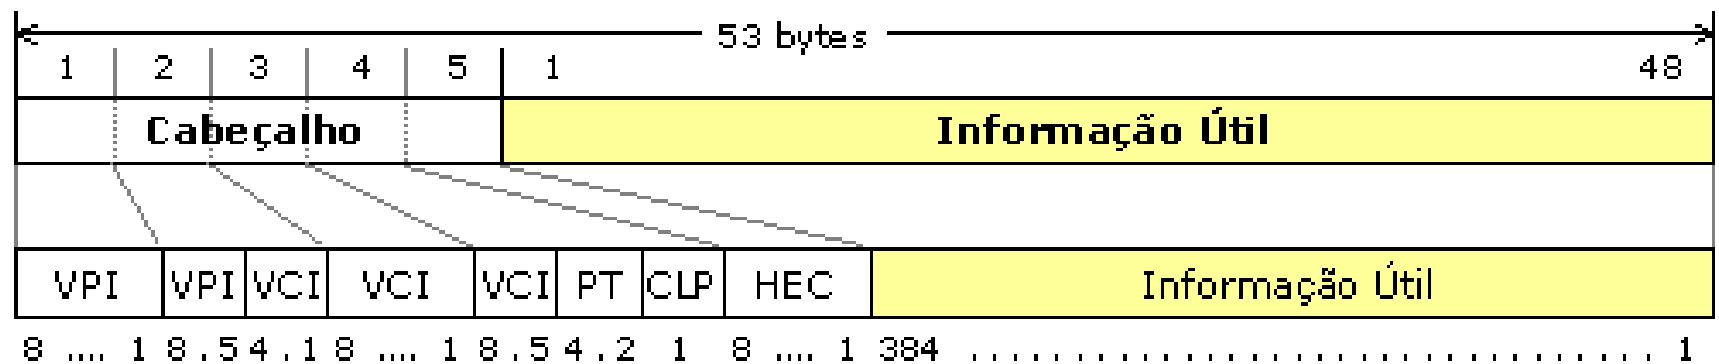 53 bytes
1 2 3 4 5 1 48
Cabeçalho Informação Útil
VPI VPI VCI VCI VCI PT CLP HEC Informação Útil
8 .... 1 8 . 5 4 . 1 8 .... 1 8 . 5 4 . 2 1 8 .... 1 384 . . . . . . . . . . . . . . . . . . . . . . . . . . . . . . . . . 1